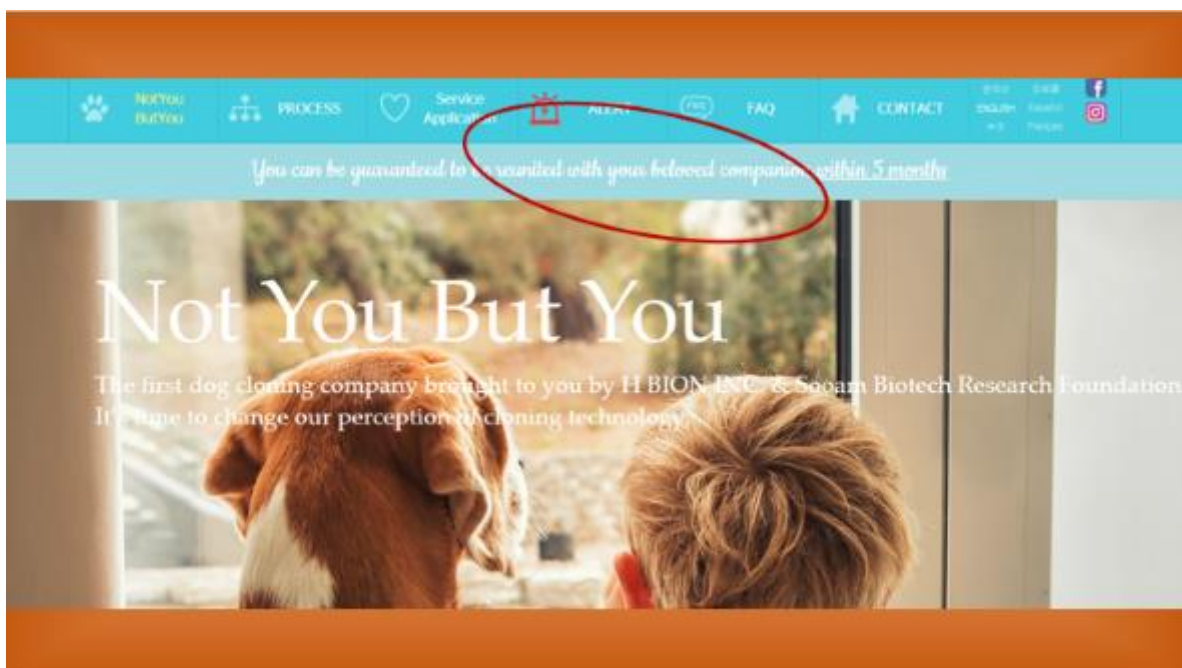 NotYou
ButYou
PROCESS
Service
Application
ALERT
FAQ
FAQ
CONTACT
ENGLISH
You can be guaranteed to be reunited with your beloved companion within 5 months
Not You But You
The first dog cloning company brought to you by H BION, INC. & Sooam Biotech Research Foundation.
It's time to change our perception of cloning technology.